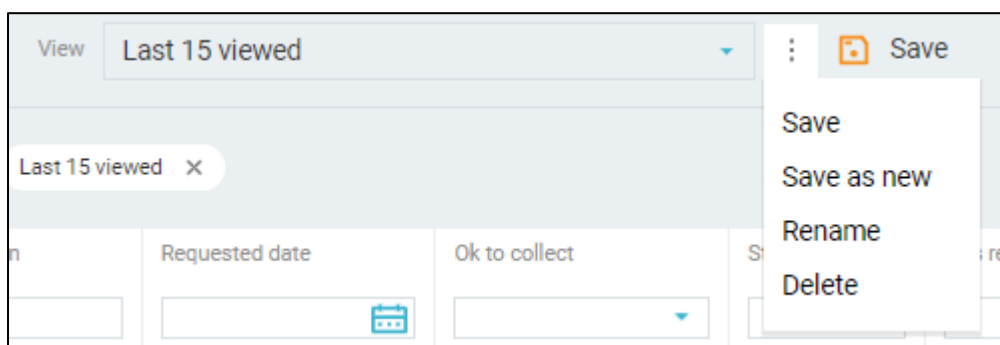 View Last 15 viewed Save
Save
Last 15 viewed
Save as new
Rename
Requested date Ok to collect
Delete